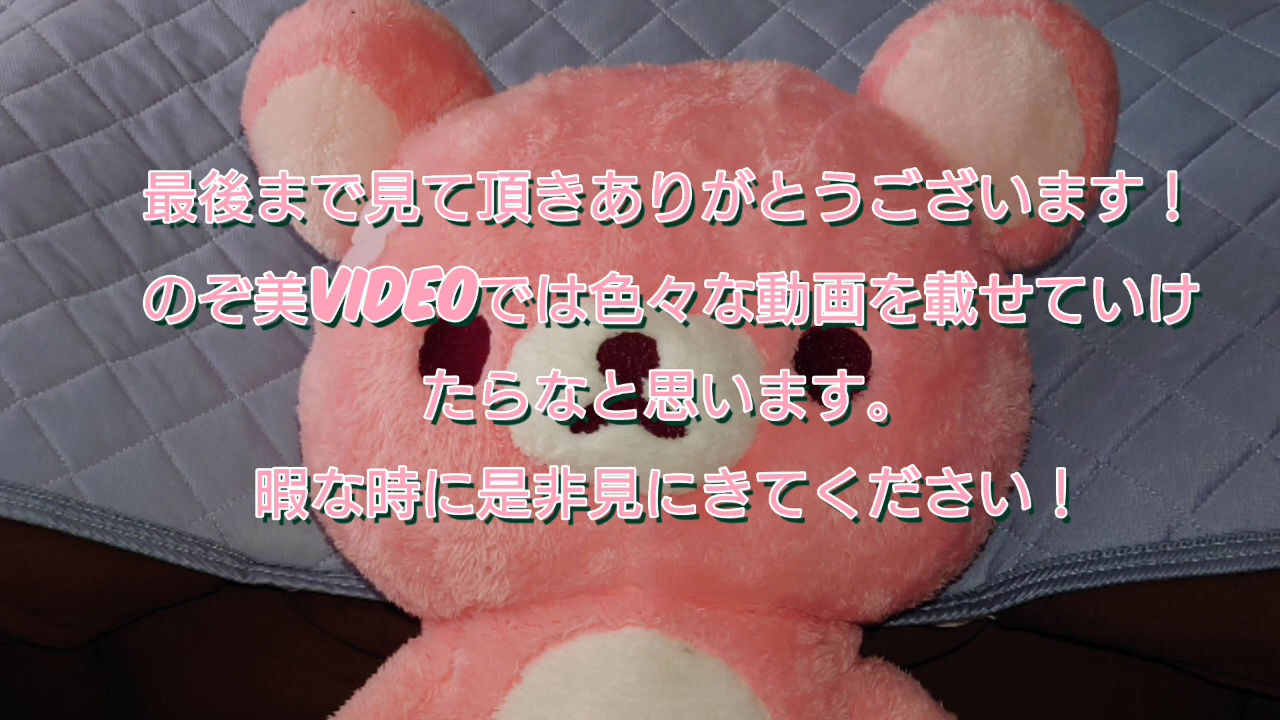 最後まで見て頂きありがとうございます！
のぞ美VIDEOでは色々な動画を載せていけ
たらなと思います。
暇な時に是非見にきてください！